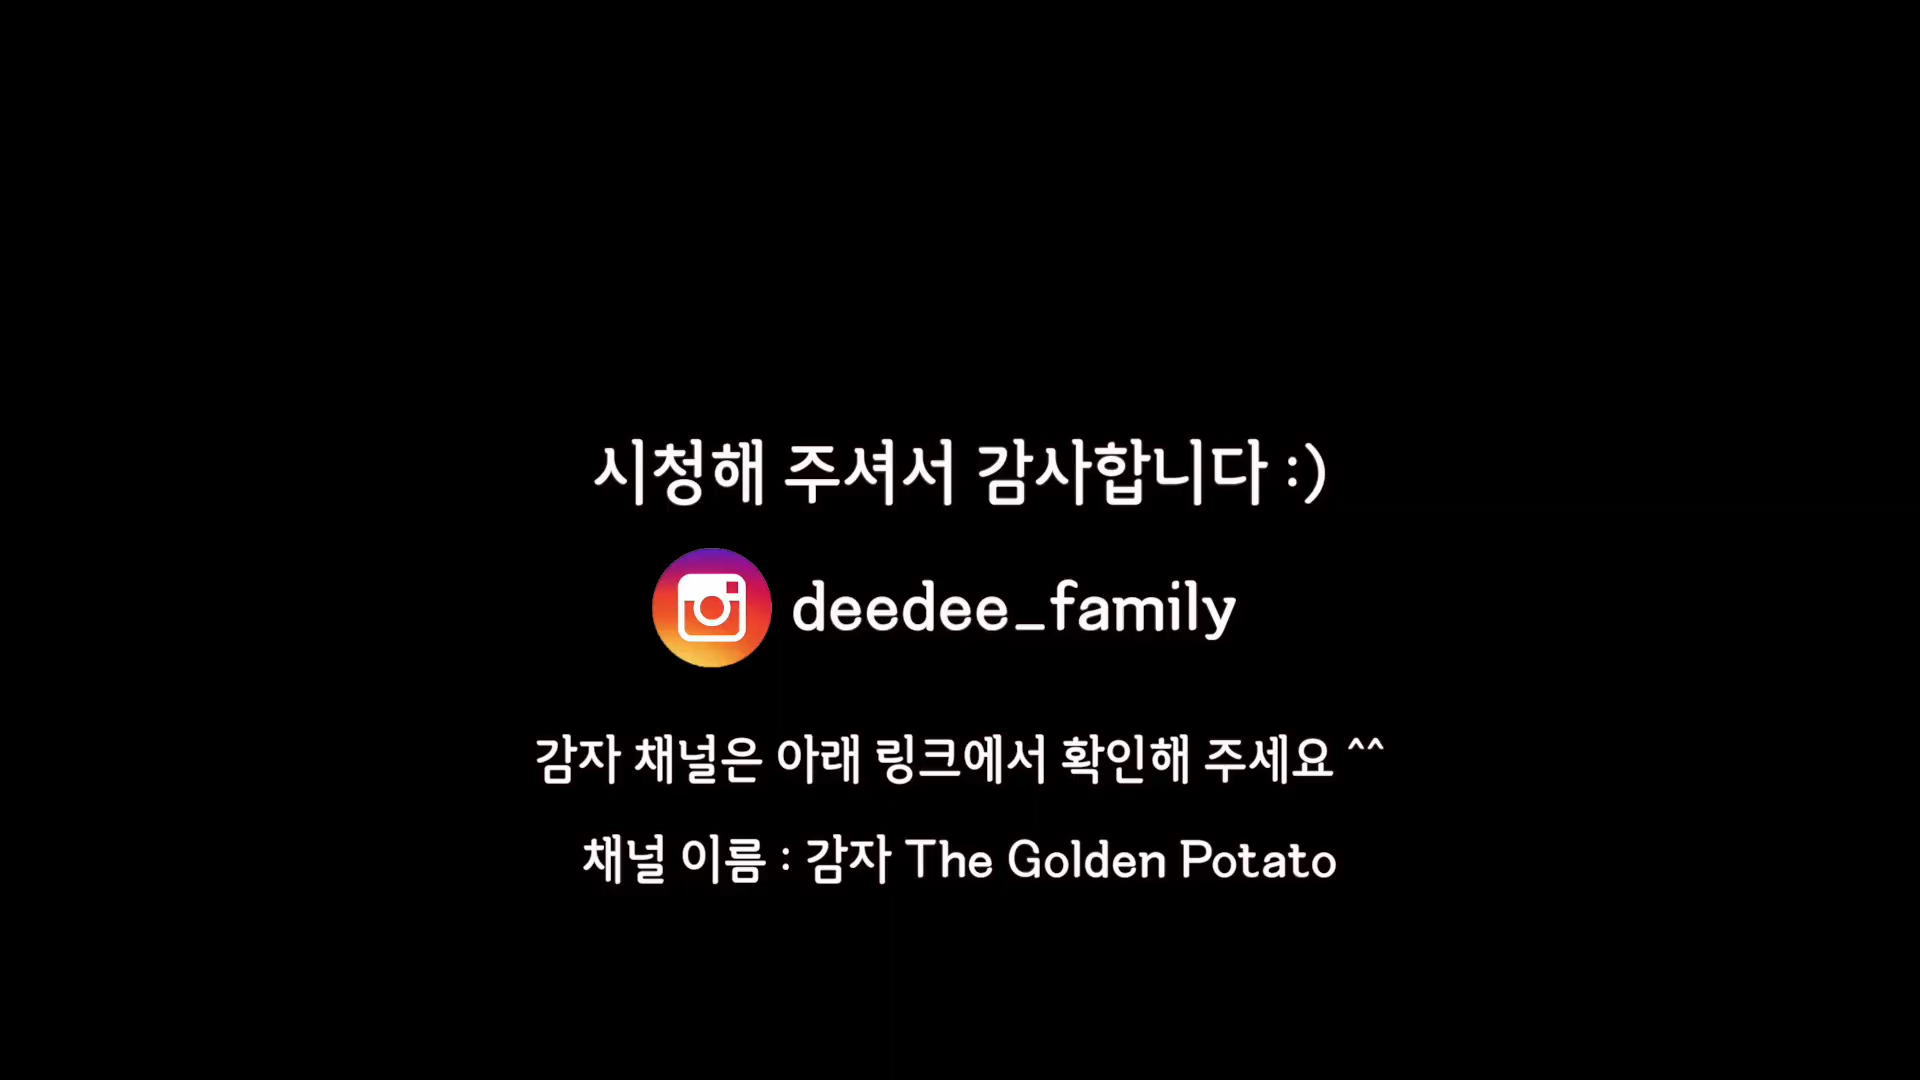 시청해 주셔서 감사합니다 :)
deedee_family
감자 채널은 아래 링크에서 확인해 주세요 ^^
채널 이름 : 감자 The Golden Potato